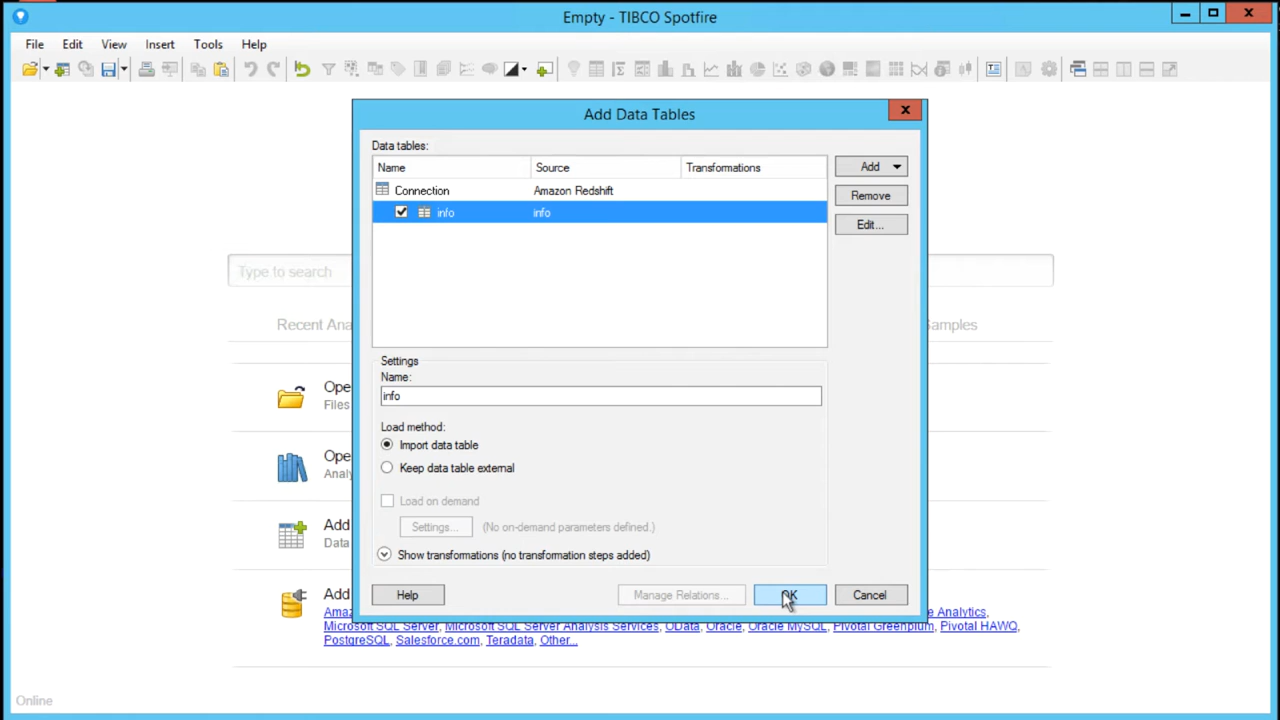 Empty - TIBCO Spotfire
File Edit View Insert Tools Help
Add Data Tables
Data tables:
Name Source Transformations
Add
Connection Amazon Redshift
Remove
info info
Edit...
Type to search
Recent Ana
Samples
Settings
Name:
info
Ope
Files
Load method:
Import data table
Keep data table external
Ope
Analy
Load on demand
Settings... (No on-demand parameters defined.)
Add
Data
Show transformations (no transformation steps added)
Help Manage Relations... OK Cancel
Add
Amaz
e Analytics,
Microsoft SQL Server, Microsoft SQL Server Analysis Services, OData, Oracle, Oracle MySQL, Pivotal Greenplum, Pivotal HAWQ,
PostgreSQL, Salesforce.com, Teradata, Other...
Online